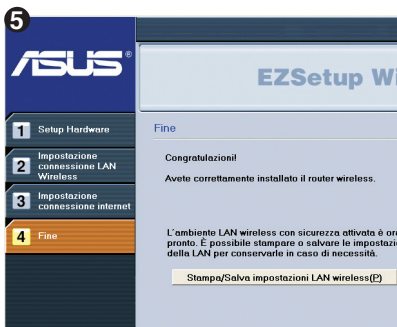 5
ASUS®
EZSetup Wi
1 Setup Hardware
2 Impostazione
connessione LAN
Wireless
3 Impostazione
connessione internet
4 Fine
Fine
Congratulazioni!
Avete correttamente installato il router wireless.
L'ambiente LAN wireless con sicurezza attivata è or
pronto. È possibile stampare o salvare le impostazi
della LAN per conservarle in caso di necessità.
Stampa/Salva impostazioni LAN wireless(P)